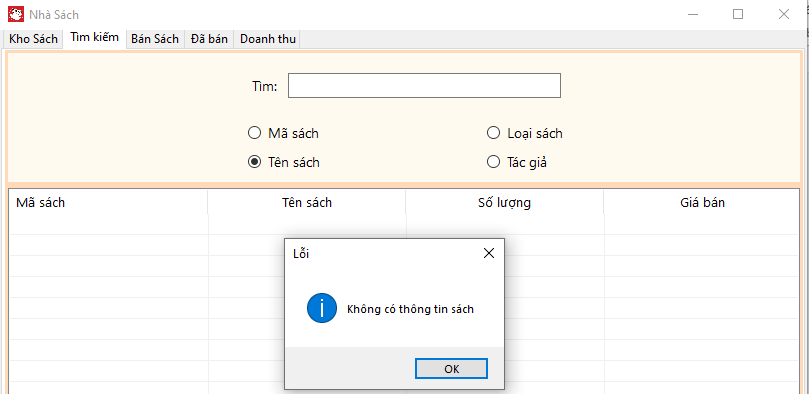 Nhà Sách
Kho Sách Tìm kiếm Bán Sách Đã bán Doanh thu
Tìm:
Mã sách Loại sách
Tên sách Tác giả
Mã sách Tên sách Số lượng Giá bán
Lỗi
Không có thông tin sách
OK